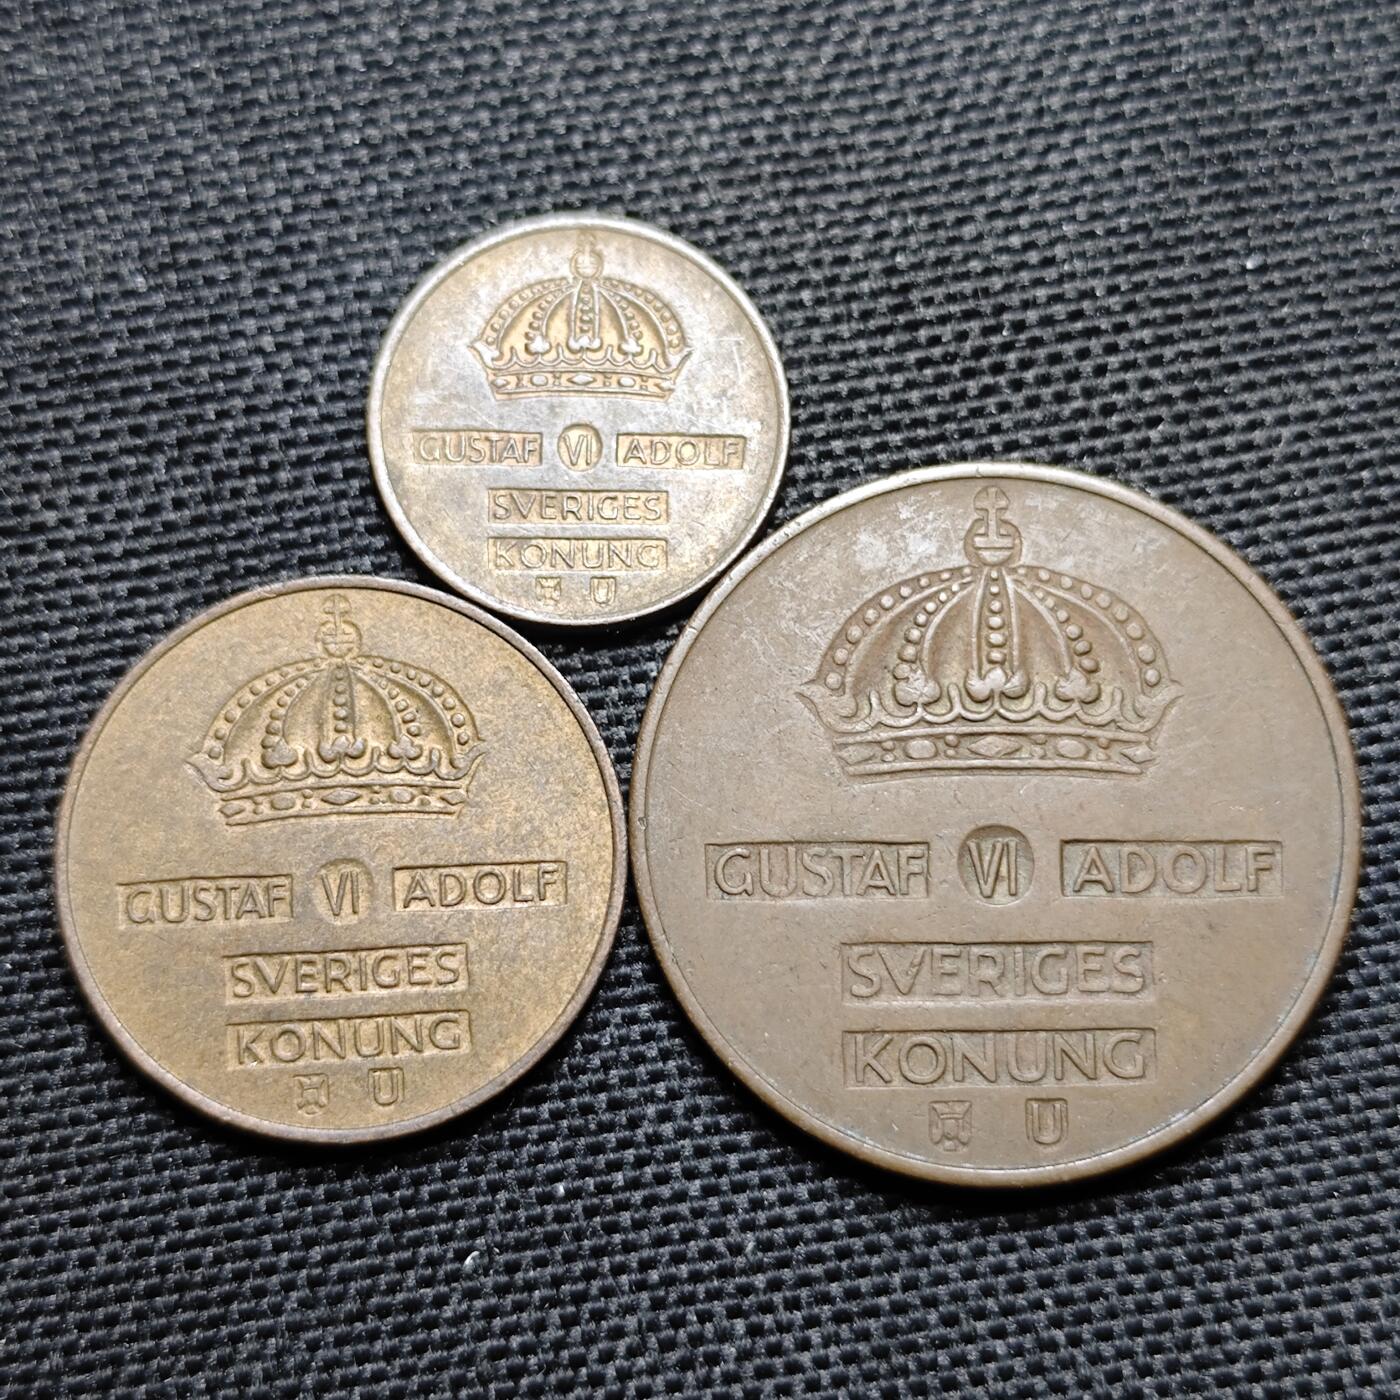 GUSTAF VI ADOLF
SVERIGES
KONUNG
U
GUSTAF VI ADOLF
SVERIGES
KONUNG
U
GUSTAF VI ADOLF
SVERIGES
KONUNG
U